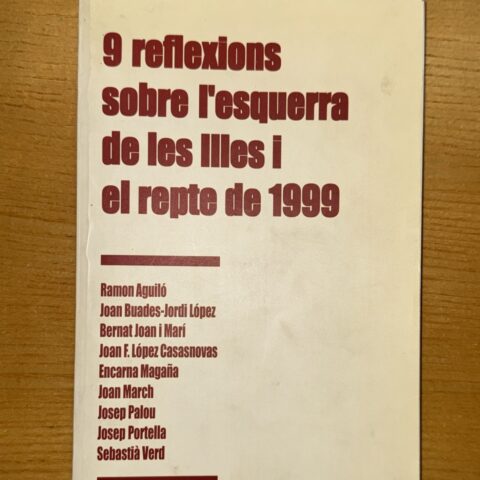 9 reflexions
sobre l'esquerra
de les Illes i
el repte de 1999
Ramon Aguiló
Joan Buades-Jordi López
Bernat Joan i Marí
Joan F. López Casasnovas
Encarna Magaña
Joan March
Josep Palou
Josep Portella
Sebastià Verd